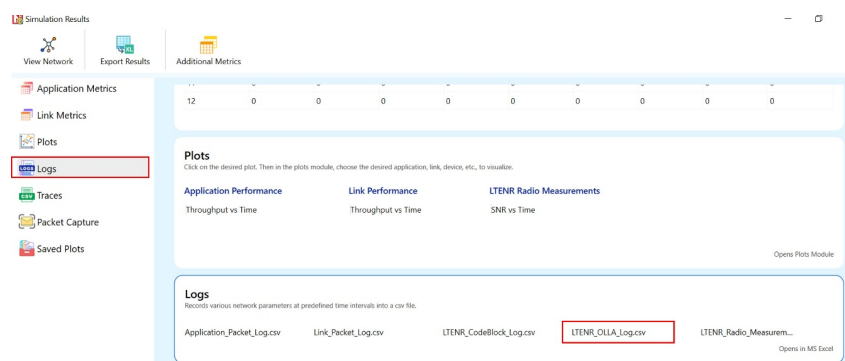 Simulation Results
View Network
Export Results
Additional Metrics
Application Metrics
Link Metrics
Plots
Logs
Traces
Packet Capture
Saved Plots
12 0 0 0 0 0 0 0 0 0
Plots
Click on the desired plot. Then in the plots module, choose the desired application, link, device, etc., to visualize.
Application Performance Link Performance LTENR Radio Measurements
Throughput vs Time Throughput vs Time SNR vs Time
Opens Plots Module
Logs
Records various network parameters at predefined time intervals into a csv file.
Application_Packet_Log.csv Link_Packet_Log.csv LTENR_CodeBlock_Log.csv LTENR_OLLA_Log.csv LTENR_Radio_Measurem...
Opens in MS Excel